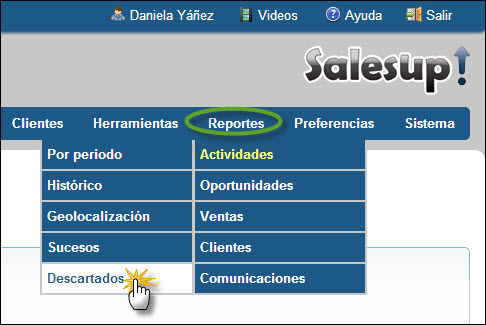 Daniela Yáñez Videos Ayuda Salir
Salesup!
Clientes Herramientas Reportes Preferencias Sistema
Por periodo Actividades
Histórico Oportunidades
Geolocalización Ventas
Sucesos Clientes
Descartados Comunicaciones